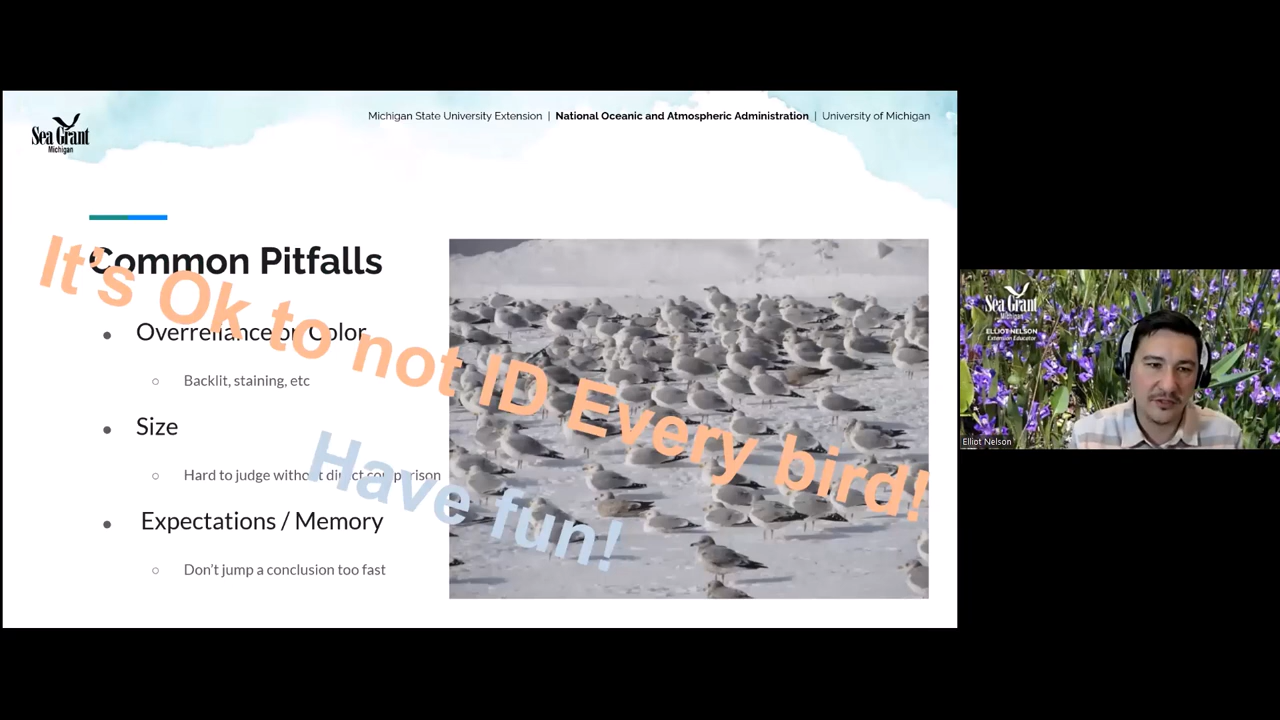 Michigan State University Extension | National Oceanic and Atmospheric Administration | University of Michigan
Sea Grant
Michigan
Common Pitfalls
It's Ok to not ID Every bird!
Have fun!
● Overreliance on Color
○ Backlit, staining, etc
● Size
○ Hard to judge without direct comparison
● Expectations / Memory
○ Don't jump a conclusion too fast
Sea Grant
Michigan
ELLIOT NELSON
Extension Educator
Elliot Nelson